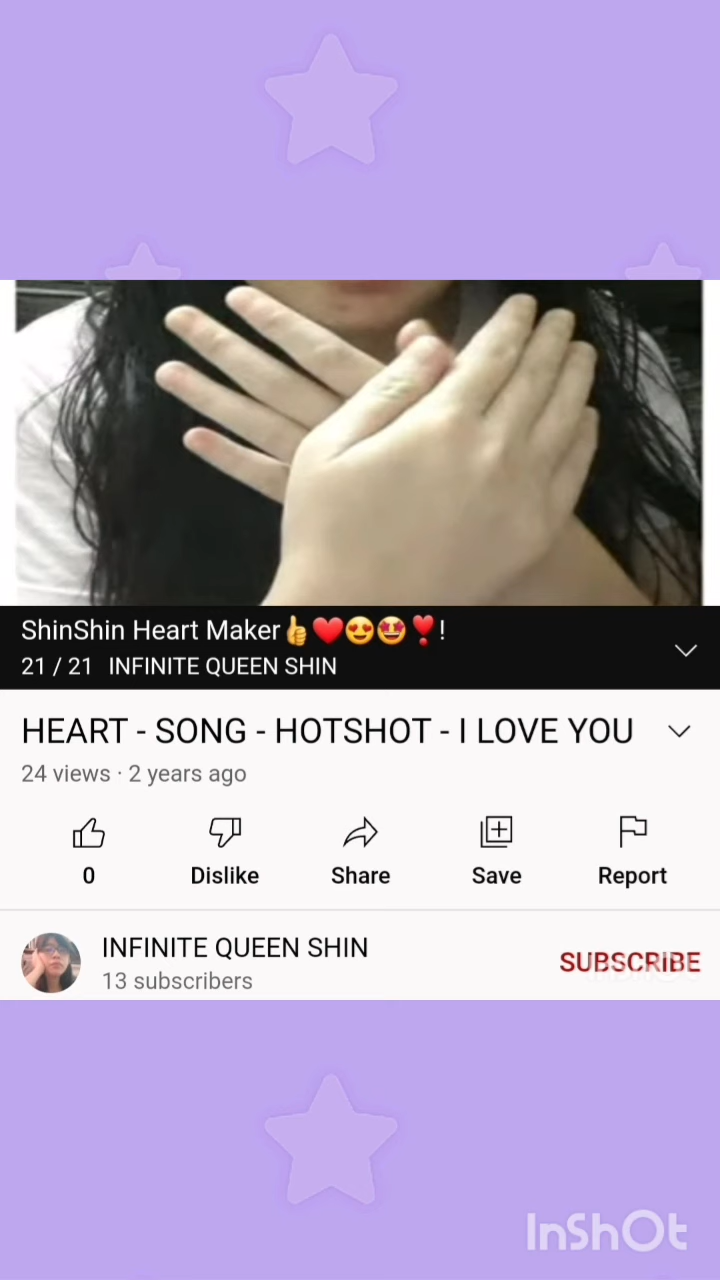 ShinShin Heart Maker👍❤️😍🤩❣️!
21 / 21 INFINITE QUEEN SHIN
HEART - SONG - HOTSHOT - I LOVE YOU
24 views · 2 years ago
0
Dislike
Share
Save
Report
INFINITE QUEEN SHIN
SUBSCRIBE
13 subscribers
InShOt